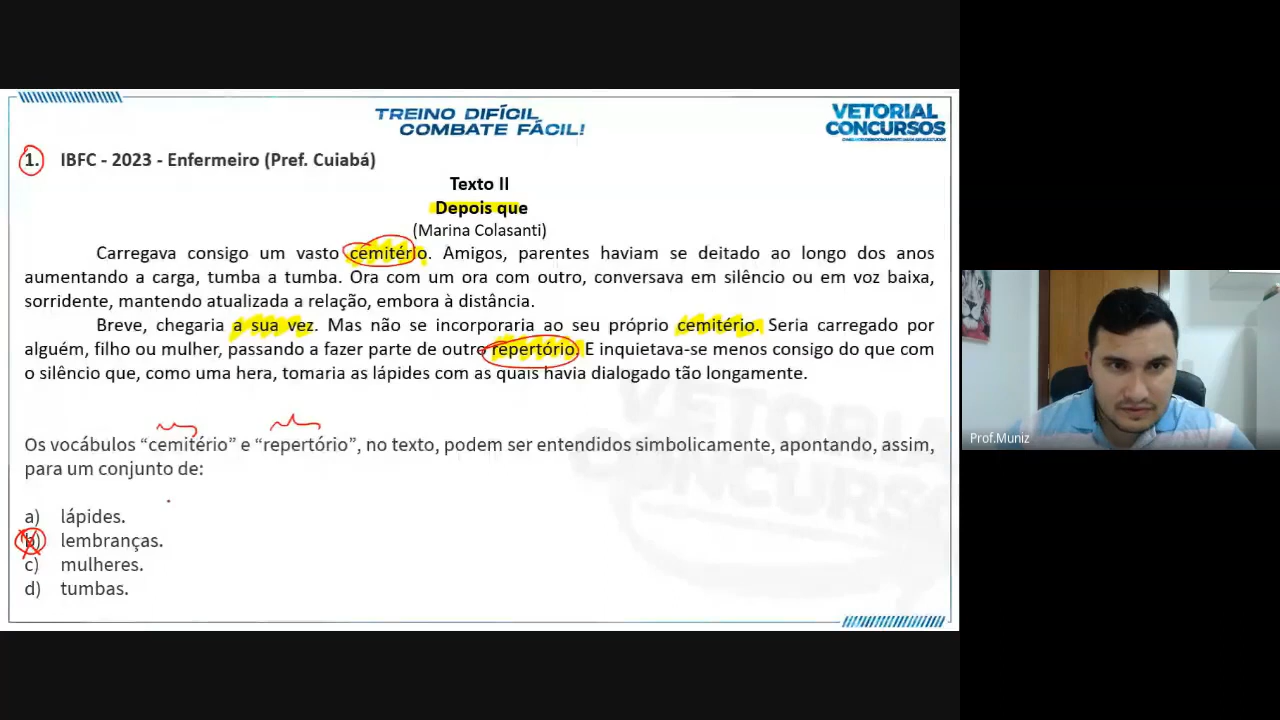 TREINO DIFÍCIL
COMBATE FÁCIL!
VETORIAL
CONCURSOS
1. IBFC - 2023 - Enfermeiro (Pref. Cuiabá)
Texto II
Depois que
(Marina Colasanti)
Carregava consigo um vasto cemitério. Amigos, parentes haviam se deitado ao longo dos anos
aumentando a carga, tumba a tumba. Ora com um ora com outro, conversava em silêncio ou em voz baixa,
sorridente, mantendo atualizada a relação, embora à distância.
Breve, chegaria a sua vez. Mas não se incorporaria ao seu próprio cemitério. Seria carregado por
alguém, filho ou mulher, passando a fazer parte de outro repertório. E inquietava-se menos consigo do que com
o silêncio que, como uma hera, tomaria as lápides com as quais havia dialogado tão longamente.
Os vocábulos “cemitério” e “repertório”, no texto, podem ser entendidos simbolicamente, apontando, assim,
para um conjunto de:
a) lápides.
b) lembranças.
c) mulheres.
d) tumbas.
VETORIAL
CONCURSOS
Prof.Muniz